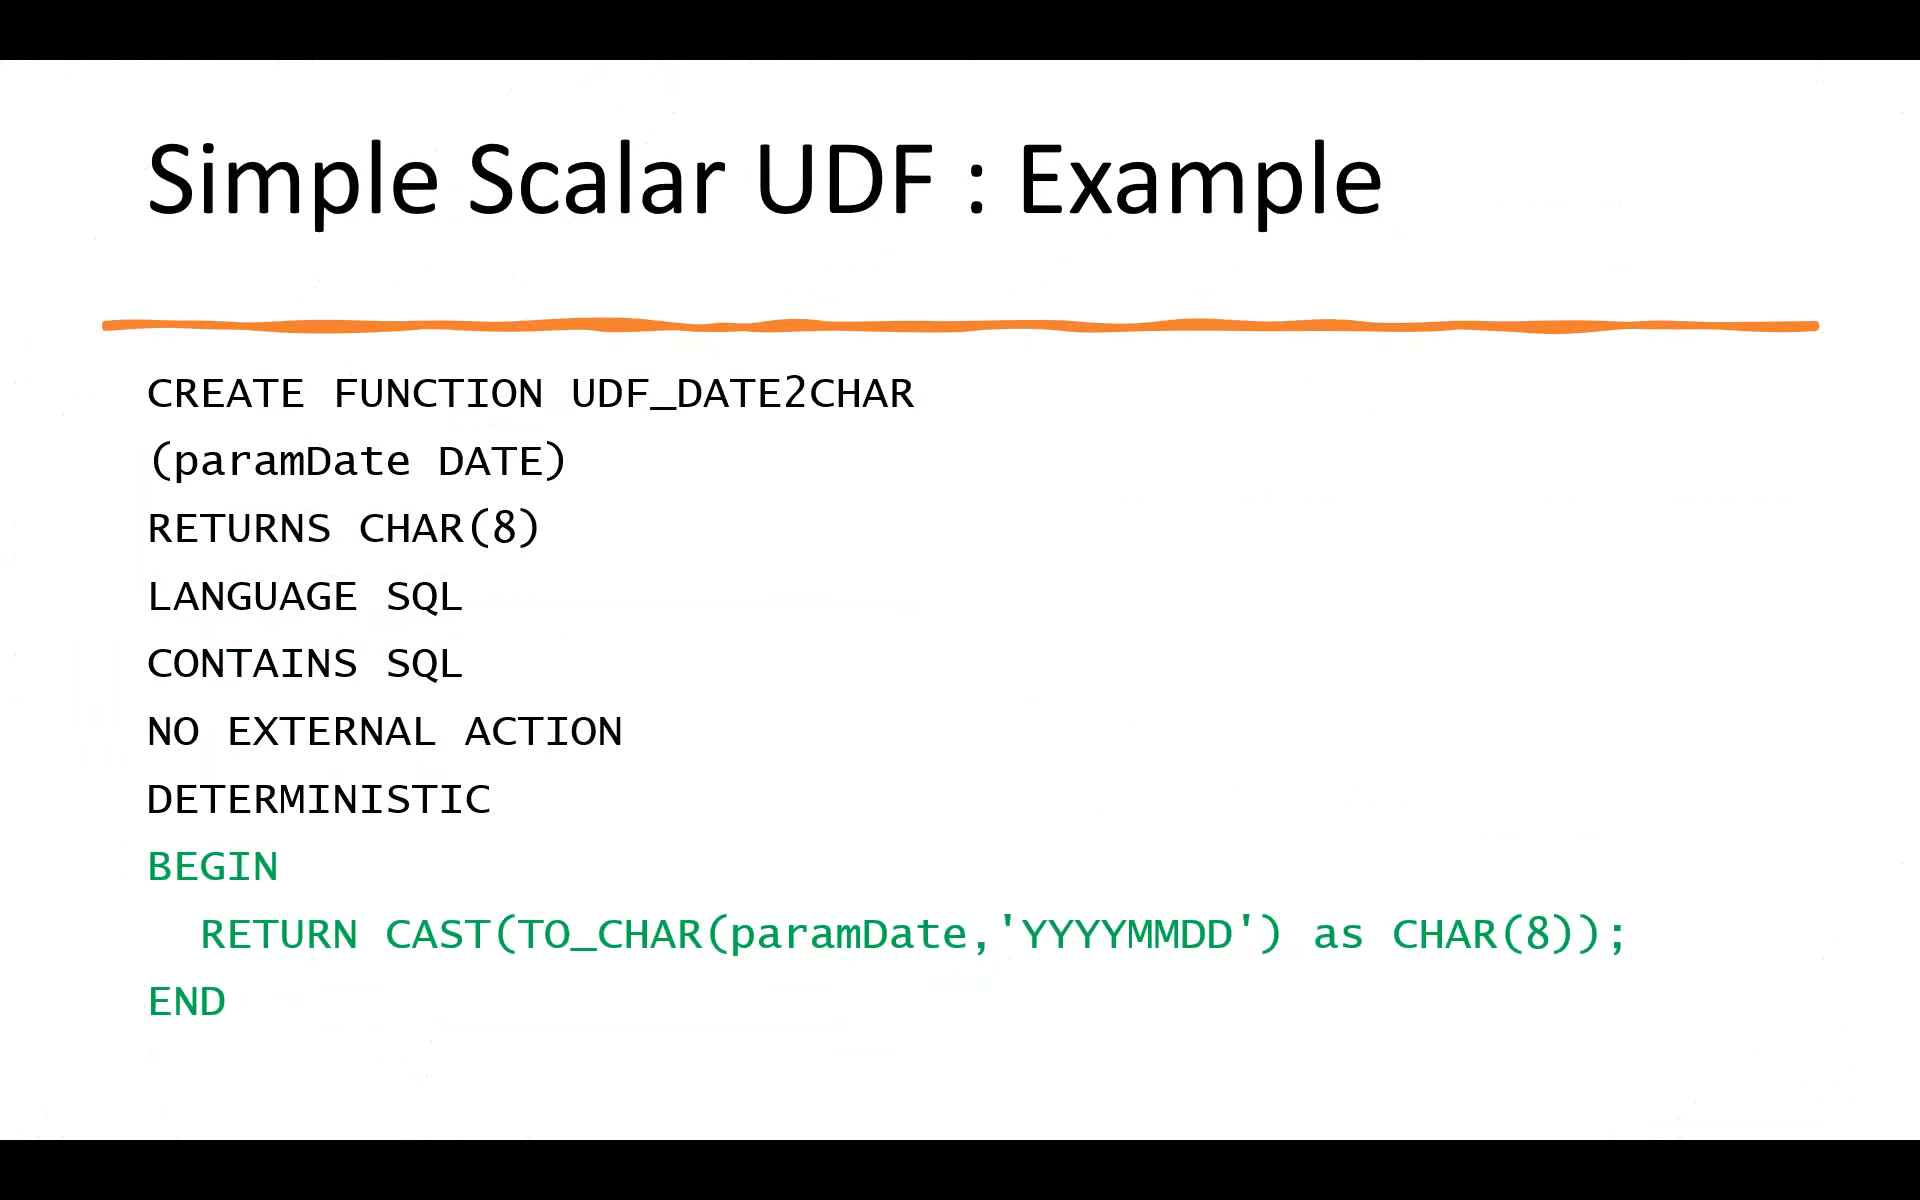 Simple Scalar UDF : Example
CREATE FUNCTION UDF_DATE2CHAR
(paramDate DATE)
RETURNS CHAR(8)
LANGUAGE SQL
CONTAINS SQL
NO EXTERNAL ACTION
DETERMINISTIC
BEGIN
  RETURN CAST(TO_CHAR(paramDate,'YYYYMMDD') as CHAR(8));
END